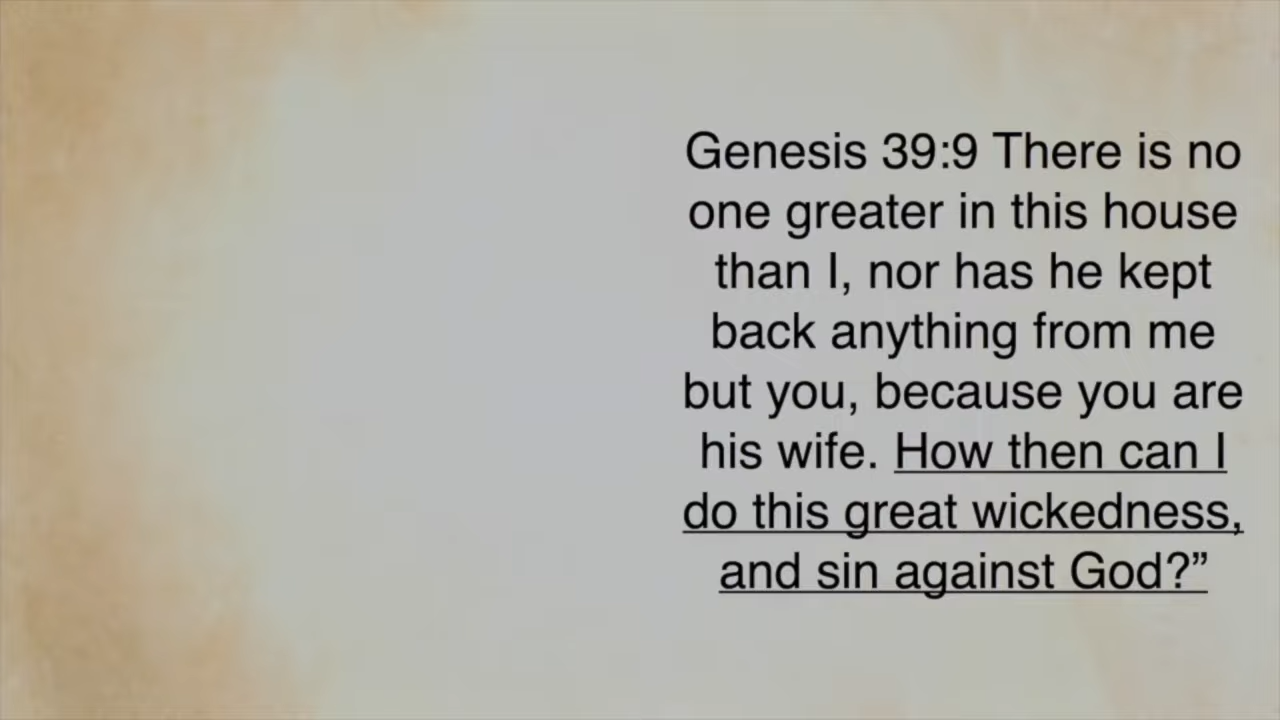 Genesis 39:9 There is no
one greater in this house
than I, nor has he kept
back anything from me
but you, because you are
his wife. How then can I
do this great wickedness,
and sin against God?”